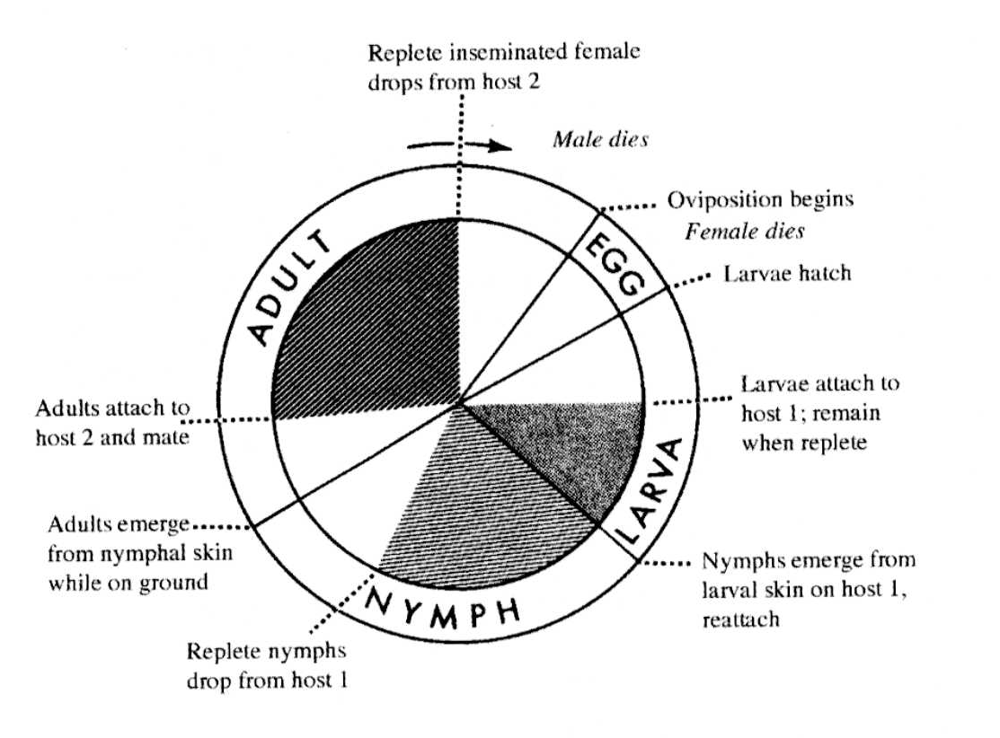 Replete inseminated female
drops from host 2
Male dies
Oviposition begins
Female dies
EGG
Larvae hatch
ADULT
Larvae attach to
host 1; remain
when replete
Adults attach to
host 2 and mate
LARVA
Adults emerge
from nymphal skin
while on ground
Nymphs emerge from
larval skin on host 1,
reattach
NYMPH
Replete nymphs
drop from host 1